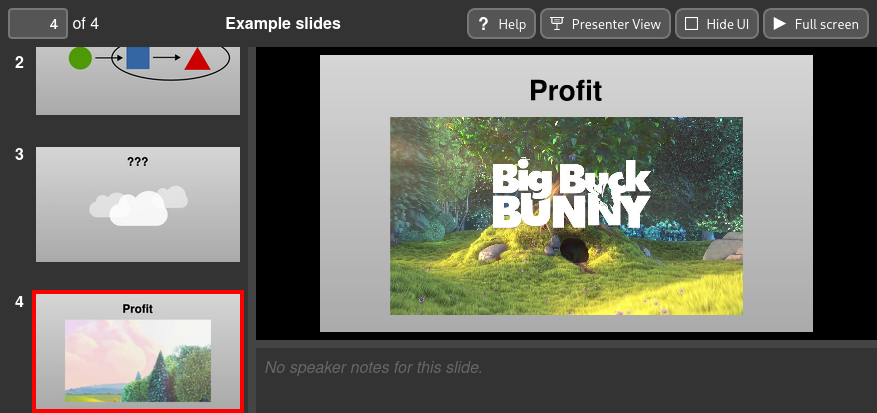 4 of 4
Example slides
? Help
Presenter View
Hide UI
Full screen
2
3
???
4
Profit
Profit
Big Buck
BUNNY
No speaker notes for this slide.